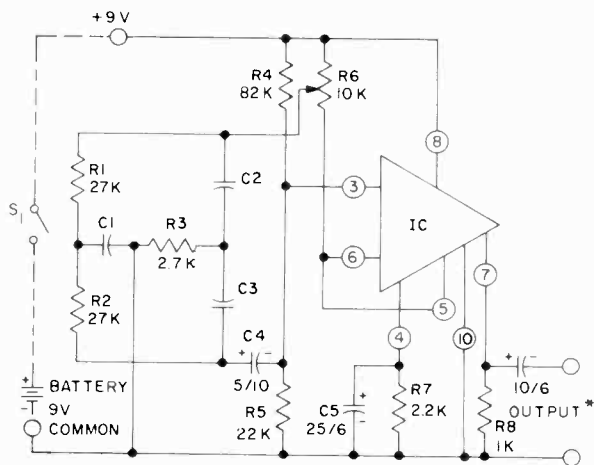 +9V
R4
82K
R6
10K
8
R1
27K
C2
3
S1
C1
R3
2.7K
IC
6
7
5
R2
27K
C3
4
10
C4
+ -
5/10
+ -
BATTERY
9V
+
-
COMMON
R5
22K
C5
25/6
+
-
R7
2.2K
10/6
OUTPUT*
R8
1K